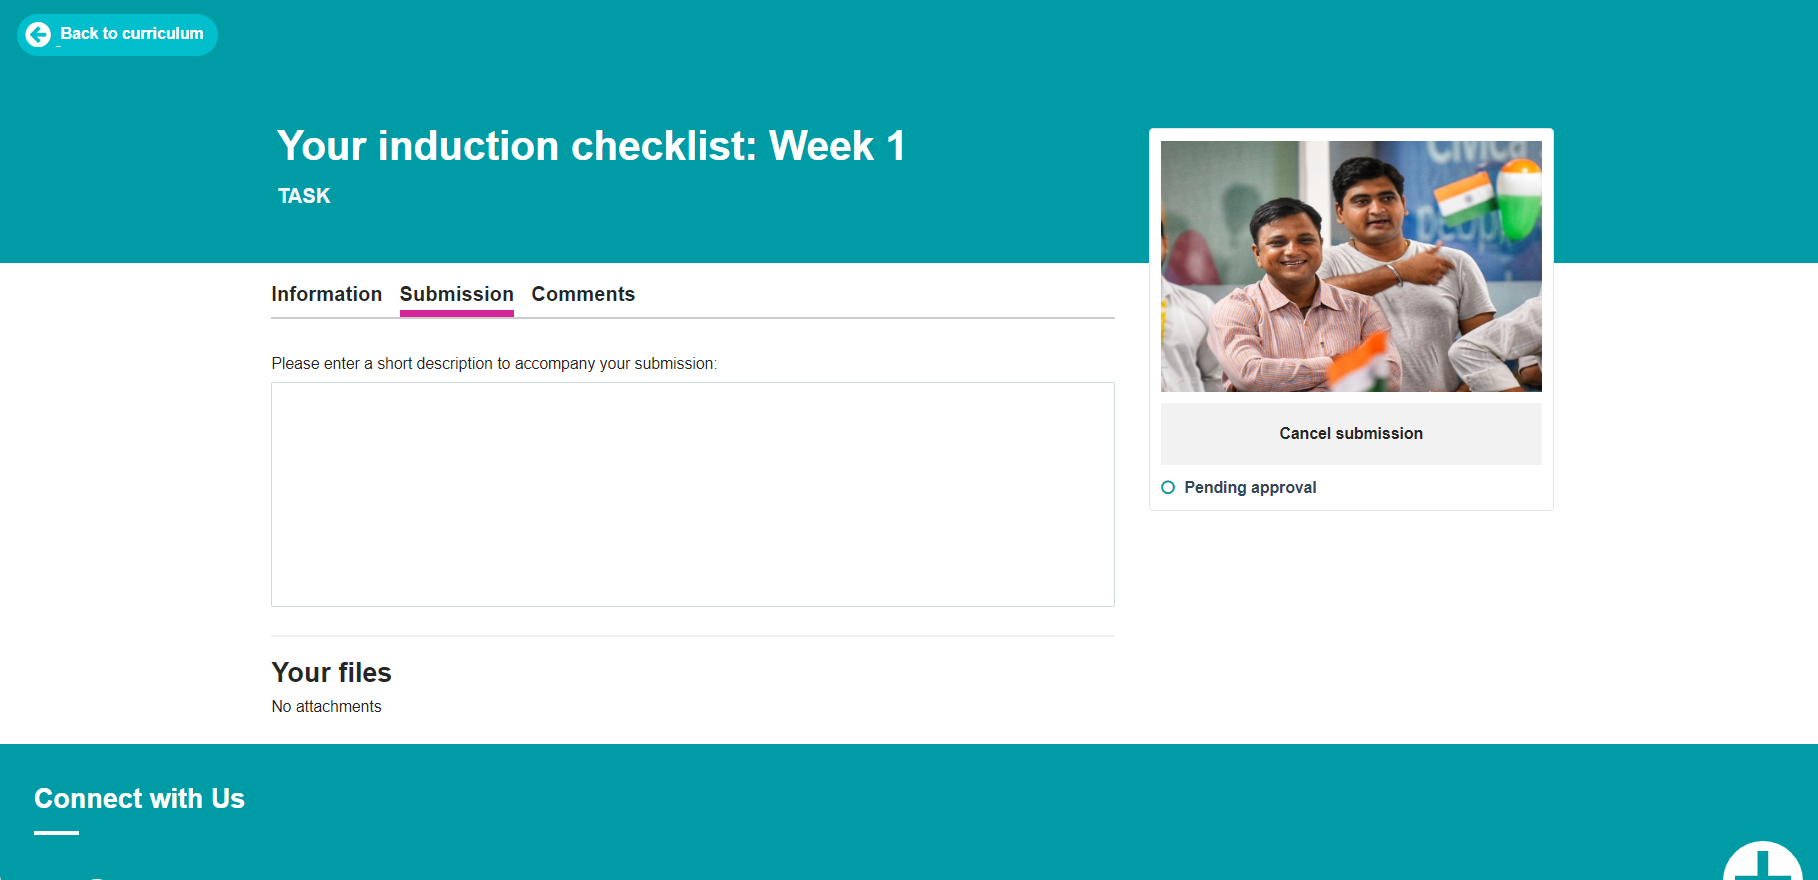 Back to curriculum
Your induction checklist: Week 1
TASK
Information Submission Comments
Please enter a short description to accompany your submission:
Cancel submission
Pending approval
Your files
No attachments
Connect with Us